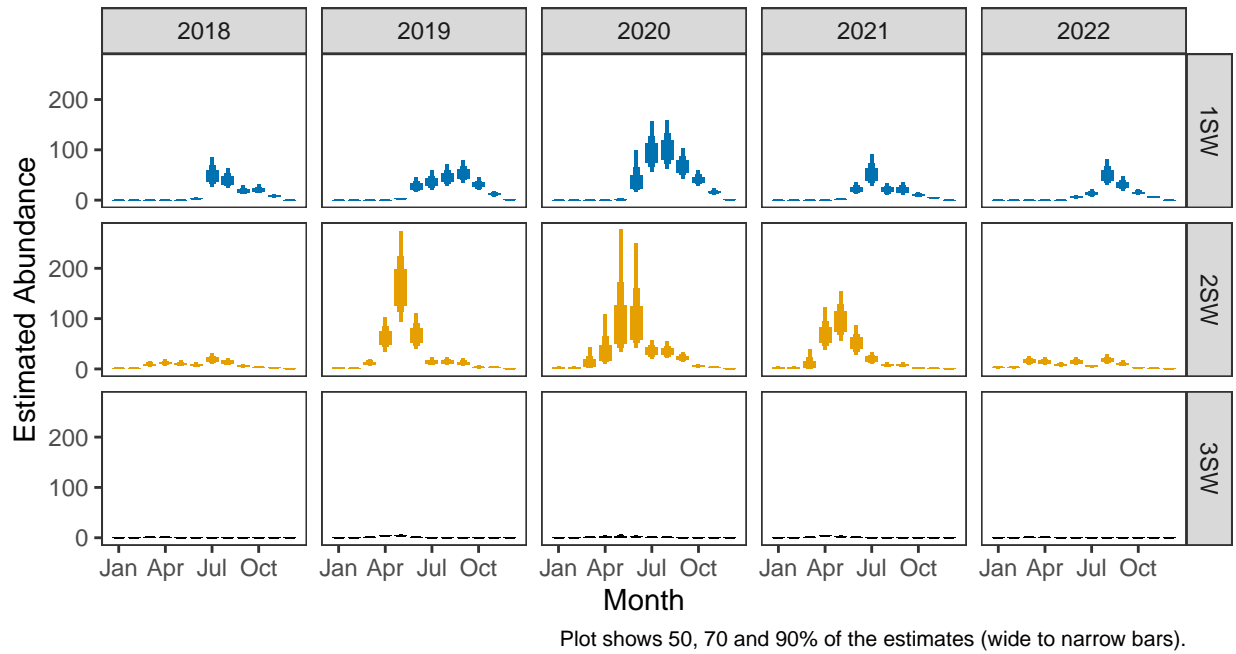 2018 2019 2020 2021 2022
Estimated Abundance
200
100
0
1SW
200
100
0
2SW
200
100
0
3SW
Jan Apr Jul Oct Jan Apr Jul Oct Jan Apr Jul Oct Jan Apr Jul Oct Jan Apr Jul Oct
Month
Plot shows 50, 70 and 90% of the estimates (wide to narrow bars).